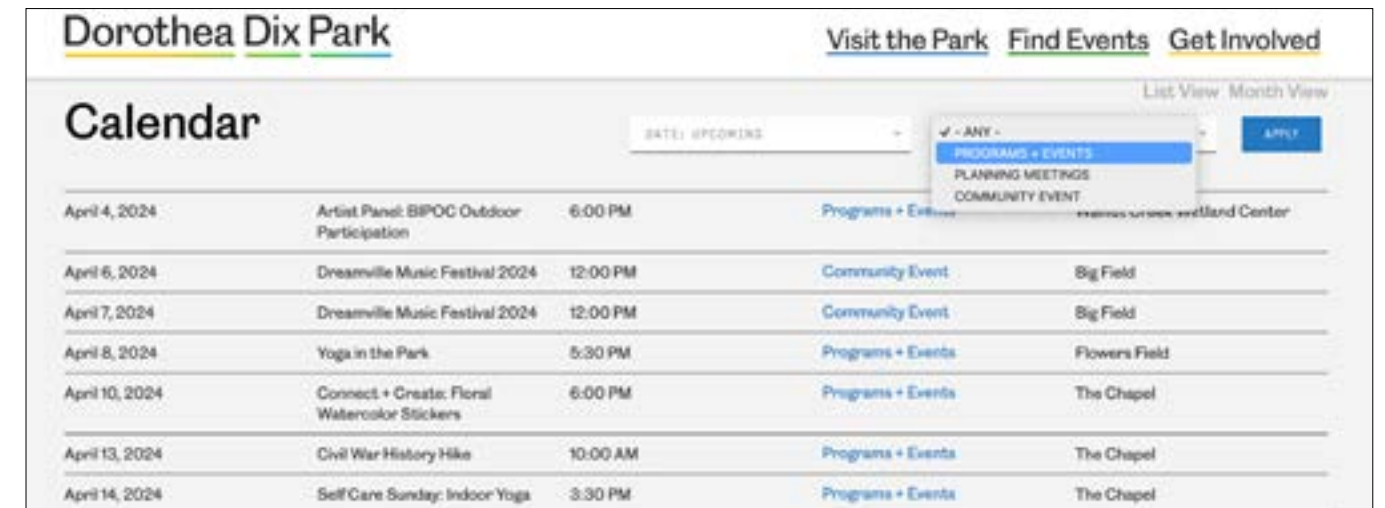 Dorothea Dix Park
Visit the Park Find Events Get Involved
List View Month View
Calendar
DATE: UPCOMING
✓ - ANY -
PROGRAMS + EVENTS
PLANNING MEETINGS
COMMUNITY EVENT
APPLY
April 4, 2024 Artist Panel: BIPOC Outdoor 6:00 PM Programs + Events Walnut Creek Wetland Center
Participation
April 6, 2024 Dreamville Music Festival 2024 12:00 PM Community Event Big Field
April 7, 2024 Dreamville Music Festival 2024 12:00 PM Community Event Big Field
April 8, 2024 Yoga in the Park 5:30 PM Programs + Events Flowers Field
April 10, 2024 Connect + Create: Floral 6:00 PM Programs + Events The Chapel
Watercolor Stickers
April 13, 2024 Civil War History Hike 10:00 AM Programs + Events The Chapel
April 14, 2024 Self Care Sunday: Indoor Yoga 3:30 PM Programs + Events The Chapel